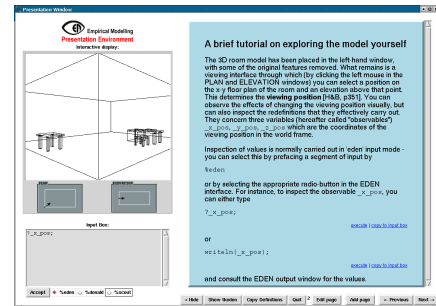 Presentation Window
Empirical Modelling
Presentation Environment
Interactive display:
Input Box:
?_x_pos;
Accept
%eden
%donald
%scout
A brief tutorial on exploring the model yourself
The 3D room model has been placed in the left-hand window,
with some of the original features removed. What remains is a
viewing interface through which (by clicking the left mouse in the
PLAN and ELEVATION windows) you can select a position on
the x-y floor plan of the room and an elevation above that point.
This determines the viewing position [H&B, p351]. You can
observe the effects of changing the viewing position visually, but
can also inspect the redefinitions that they effectively carry out.
They concern three variables (hereafter called "observables")
_x_pos, _y_pos, _z_pos which are the coordinates of the
viewing position in the world frame.
Inspection of values is normally carried out in 'eden' input mode -
you can select this by prefacing a segment of input by
%eden
or by selecting the appropriate radio-button in the EDEN
interface. For instance, to inspect the observable _x_pos, you
can either type
?_x_pos;
execute | copy to input box
or
writeln(_x_pos);
execute | copy to input box
and consult the EDEN output window for the values.
> Hide
Show tkeden
Copy Definitions
Quit
2
Edit page
Add page
<- Previous
Next ->